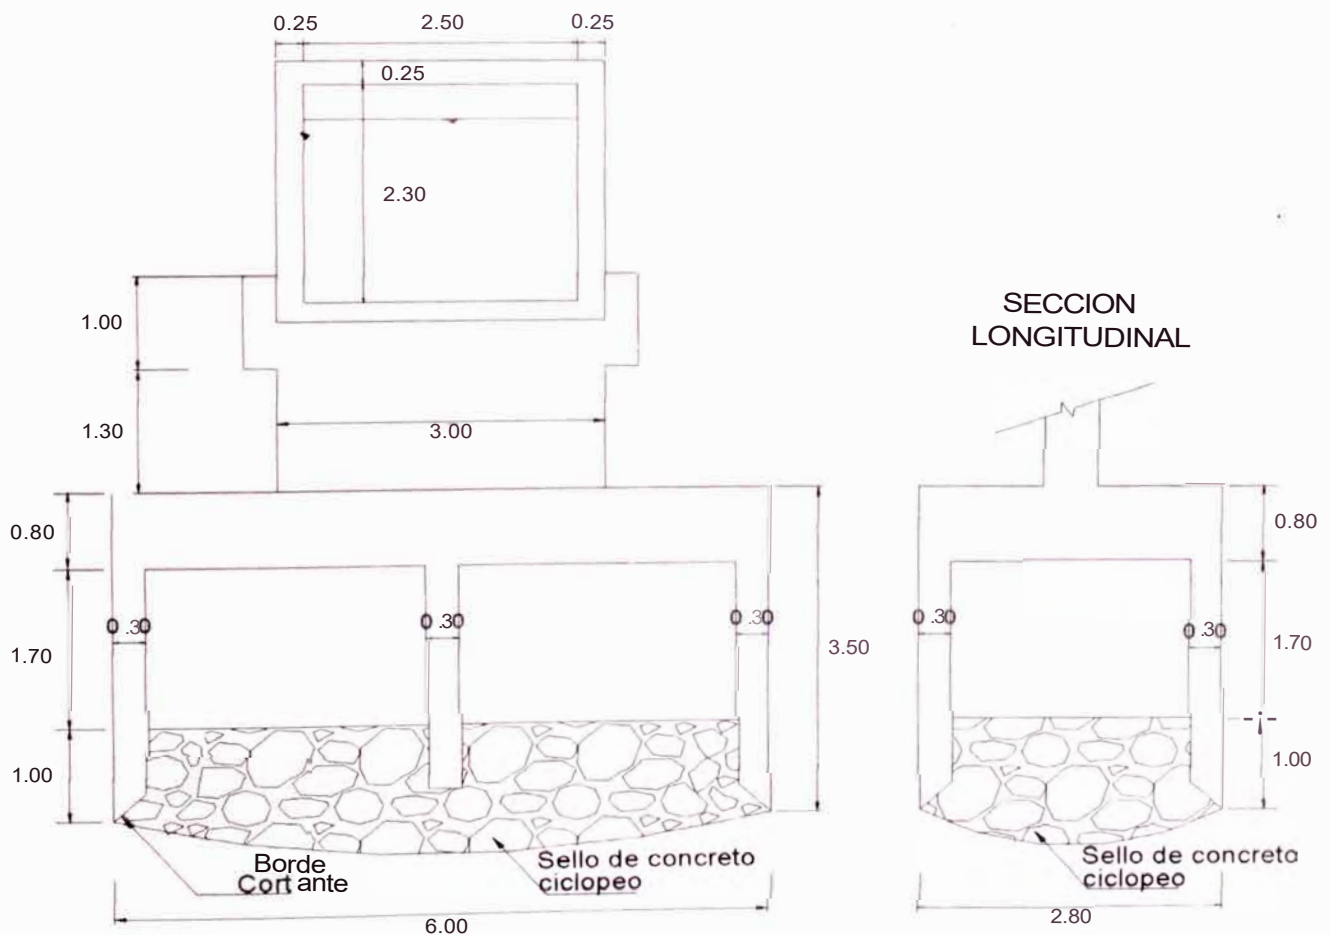 0.25 2.50 0.25
0.25
2.30
1.00
1.30
3.00
SECCION
LONGITUDINAL
0.80
0.80
0.30 0.30 0.30
0.30 0.30
1.70
3.50
1.70
1.00
1.00
Borde
Cortante
Sello de concreto
ciclopeo
Sello de concreto
ciclopeo
6.00
2.80